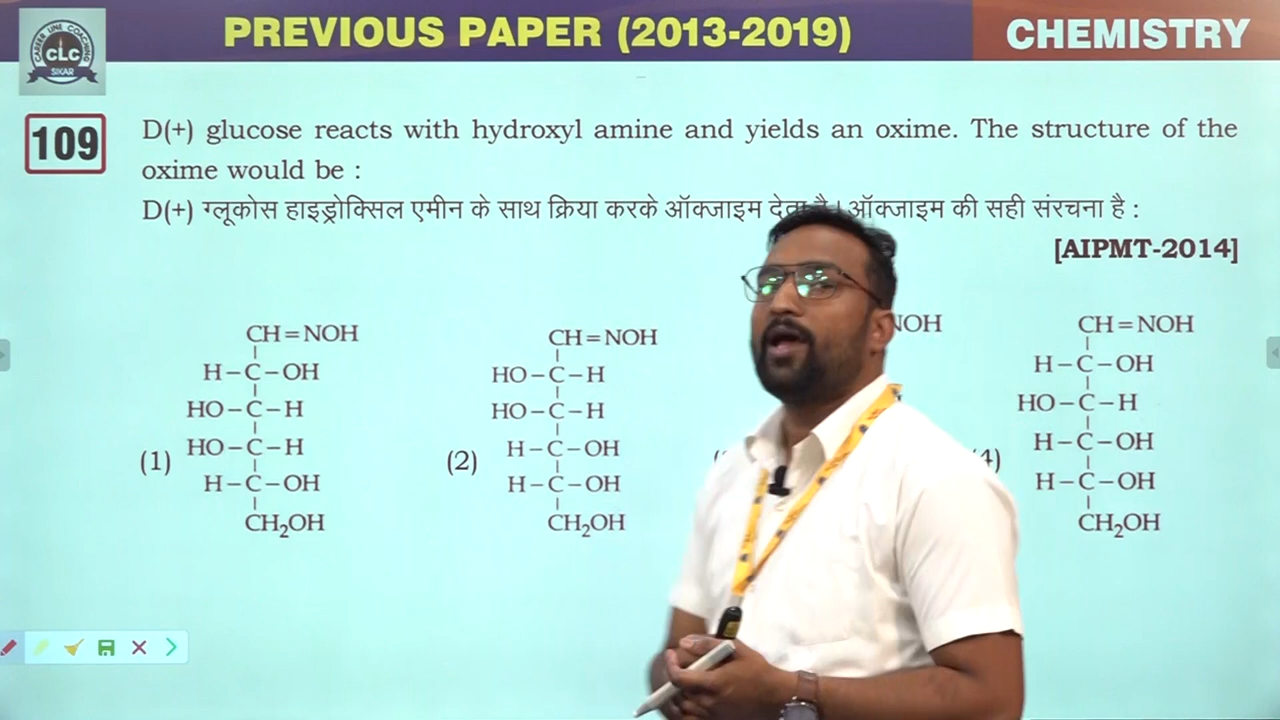 PREVIOUS PAPER (2013-2019)
CHEMISTRY
CAREER LINE COACHING
CLC
SIKAR
109
D(+) glucose reacts with hydroxyl amine and yields an oxime. The structure of the
oxime would be :
D(+) ग्लूकोस हाइड्रोक्सिल एमीन के साथ क्रिया करके ऑक्जाइम देता है। ऑक्जाइम की सही संरचना है :
[AIPMT-2014]
(1)
CH=NOH
H-C-OH
HO-C-H
HO-C-H
H-C-OH
CH₂OH
(2)
CH=NOH
HO-C-H
HO-C-H
H-C-OH
H-C-OH
CH₂OH
NOH
4)
CH=NOH
H-C-OH
HO-C-H
H-C-OH
H-C-OH
CH₂OH